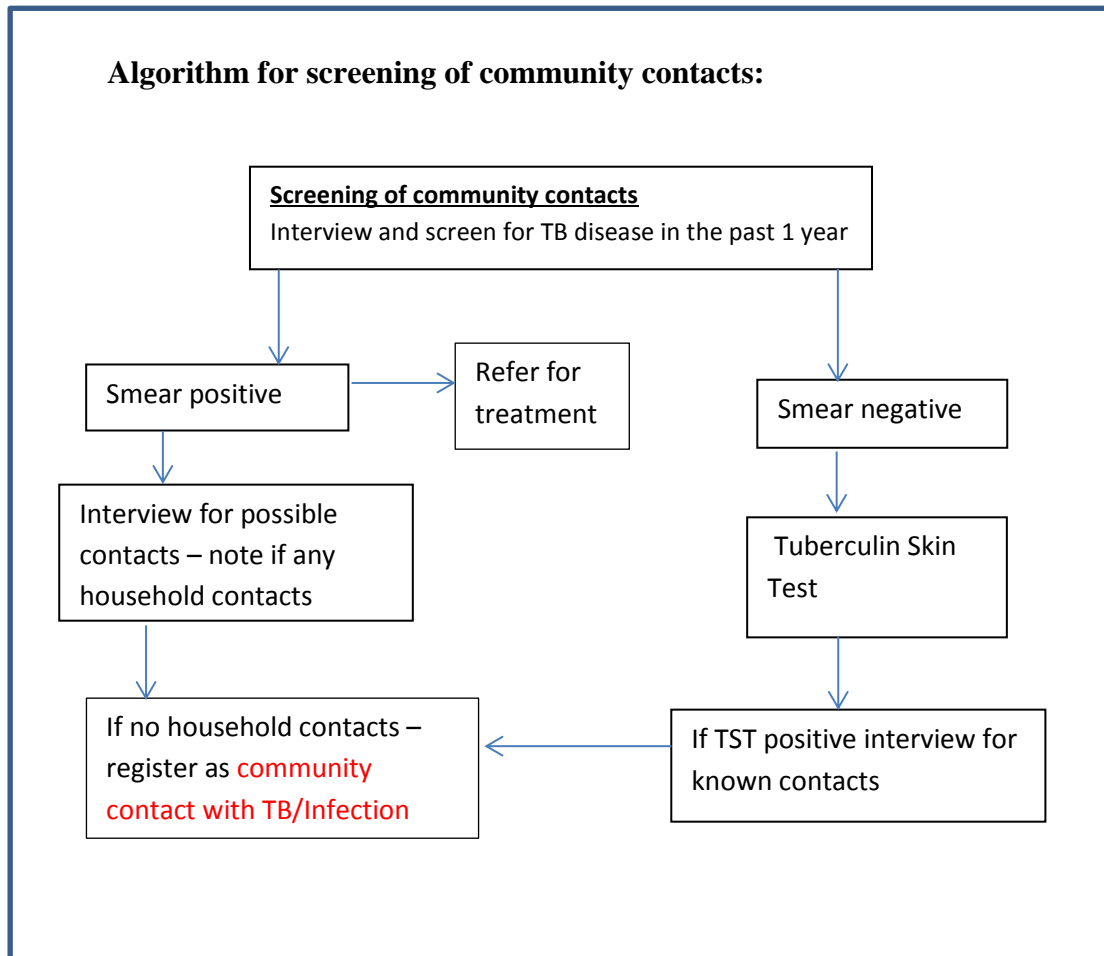 Algorithm for screening of community contacts:
Screening of community contacts
Interview and screen for TB disease in the past 1 year
Smear positive
Refer for
treatment
Smear negative
Interview for possible
contacts – note if any
household contacts
Tuberculin Skin
Test
If no household contacts –
register as community
contact with TB/Infection
If TST positive interview for
known contacts